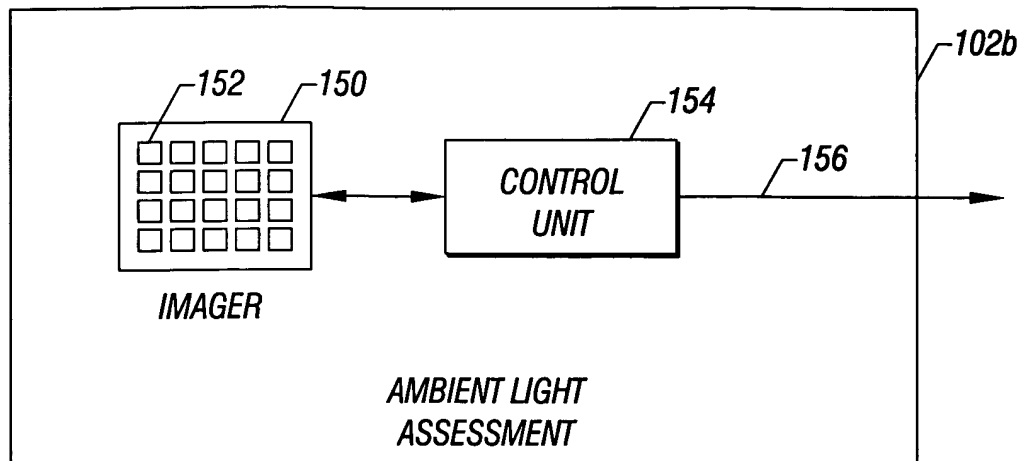 102b
152
150
154
CONTROL
UNIT
156
IMAGER
AMBIENT LIGHT
ASSESSMENT